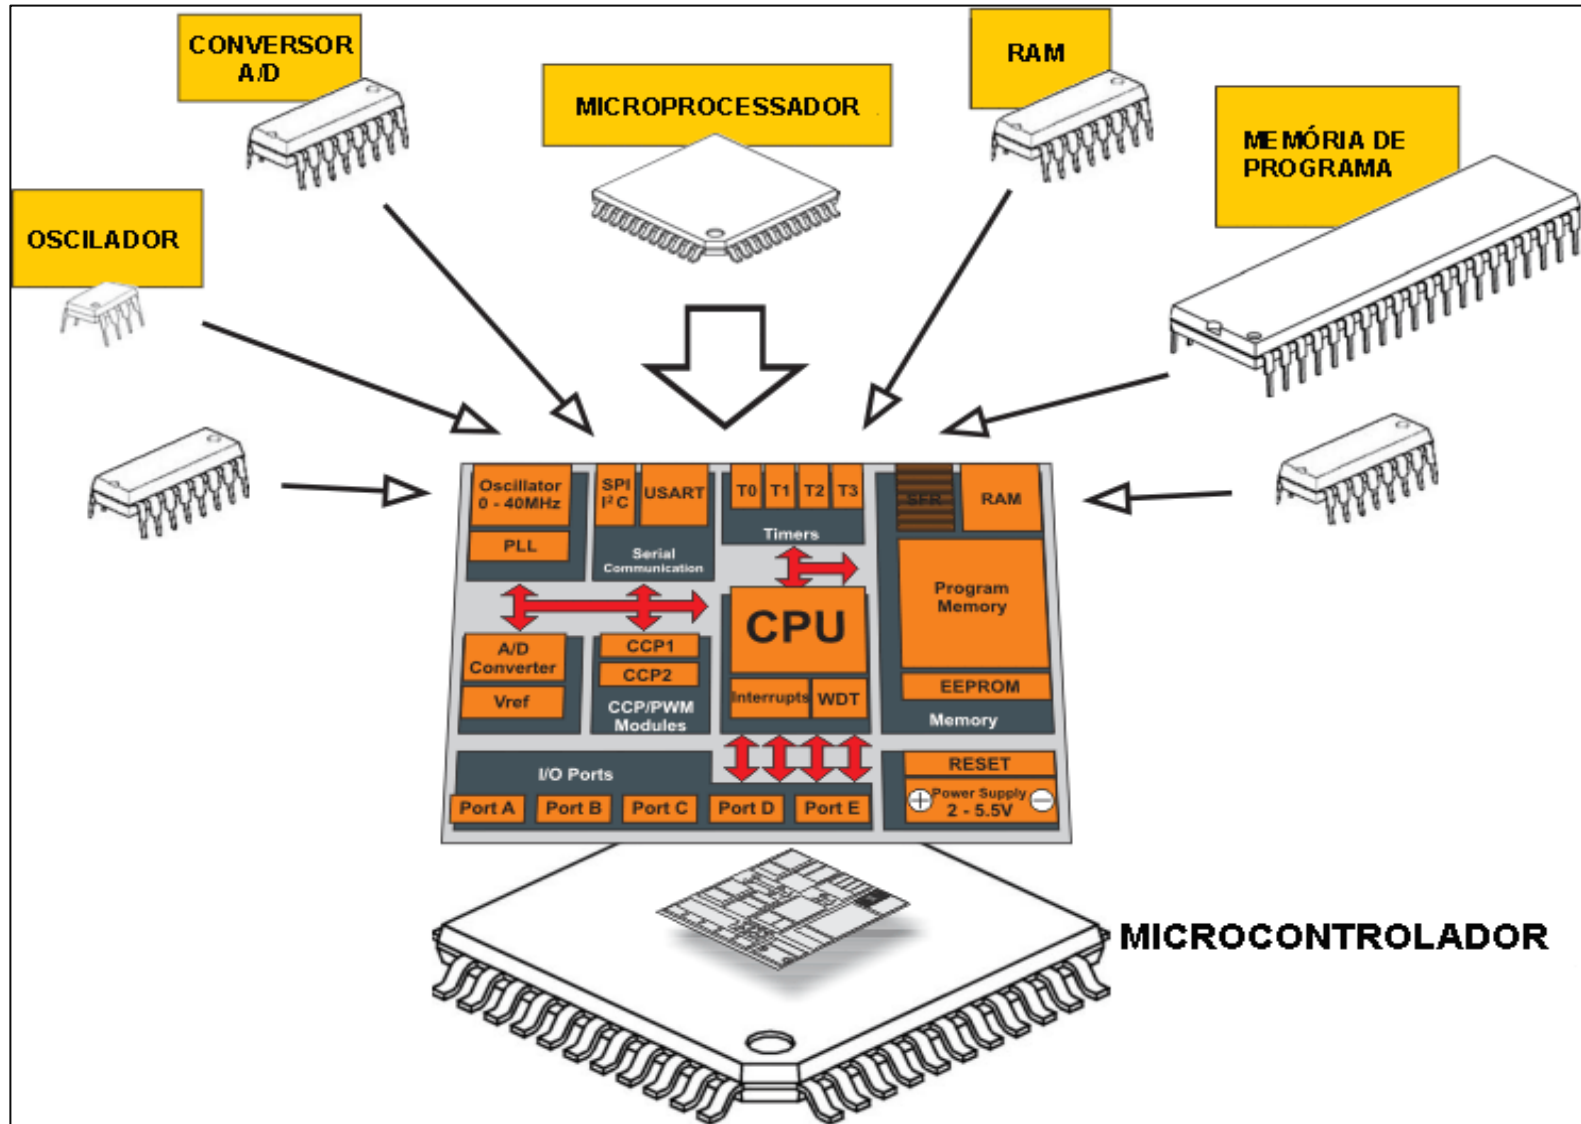 CONVERSOR
A/D
MICROPROCESSADOR
RAM
MEMÓRIA DE
PROGRAMA
OSCILADOR
Oscillator
0 - 40MHz
PLL
SPI
I²C
USART
Serial
Communication
T0
T1
T2
T3
Timers
SFR
RAM
Program
Memory
EEPROM
Memory
A/D
Converter
Vref
CCP1
CCP2
CCP/PWM
Modules
CPU
Interrupts
WDT
I/O Ports
Port A
Port B
Port C
Port D
Port E
RESET
Power Supply
2 - 5.5V
MICROCONTROLADOR